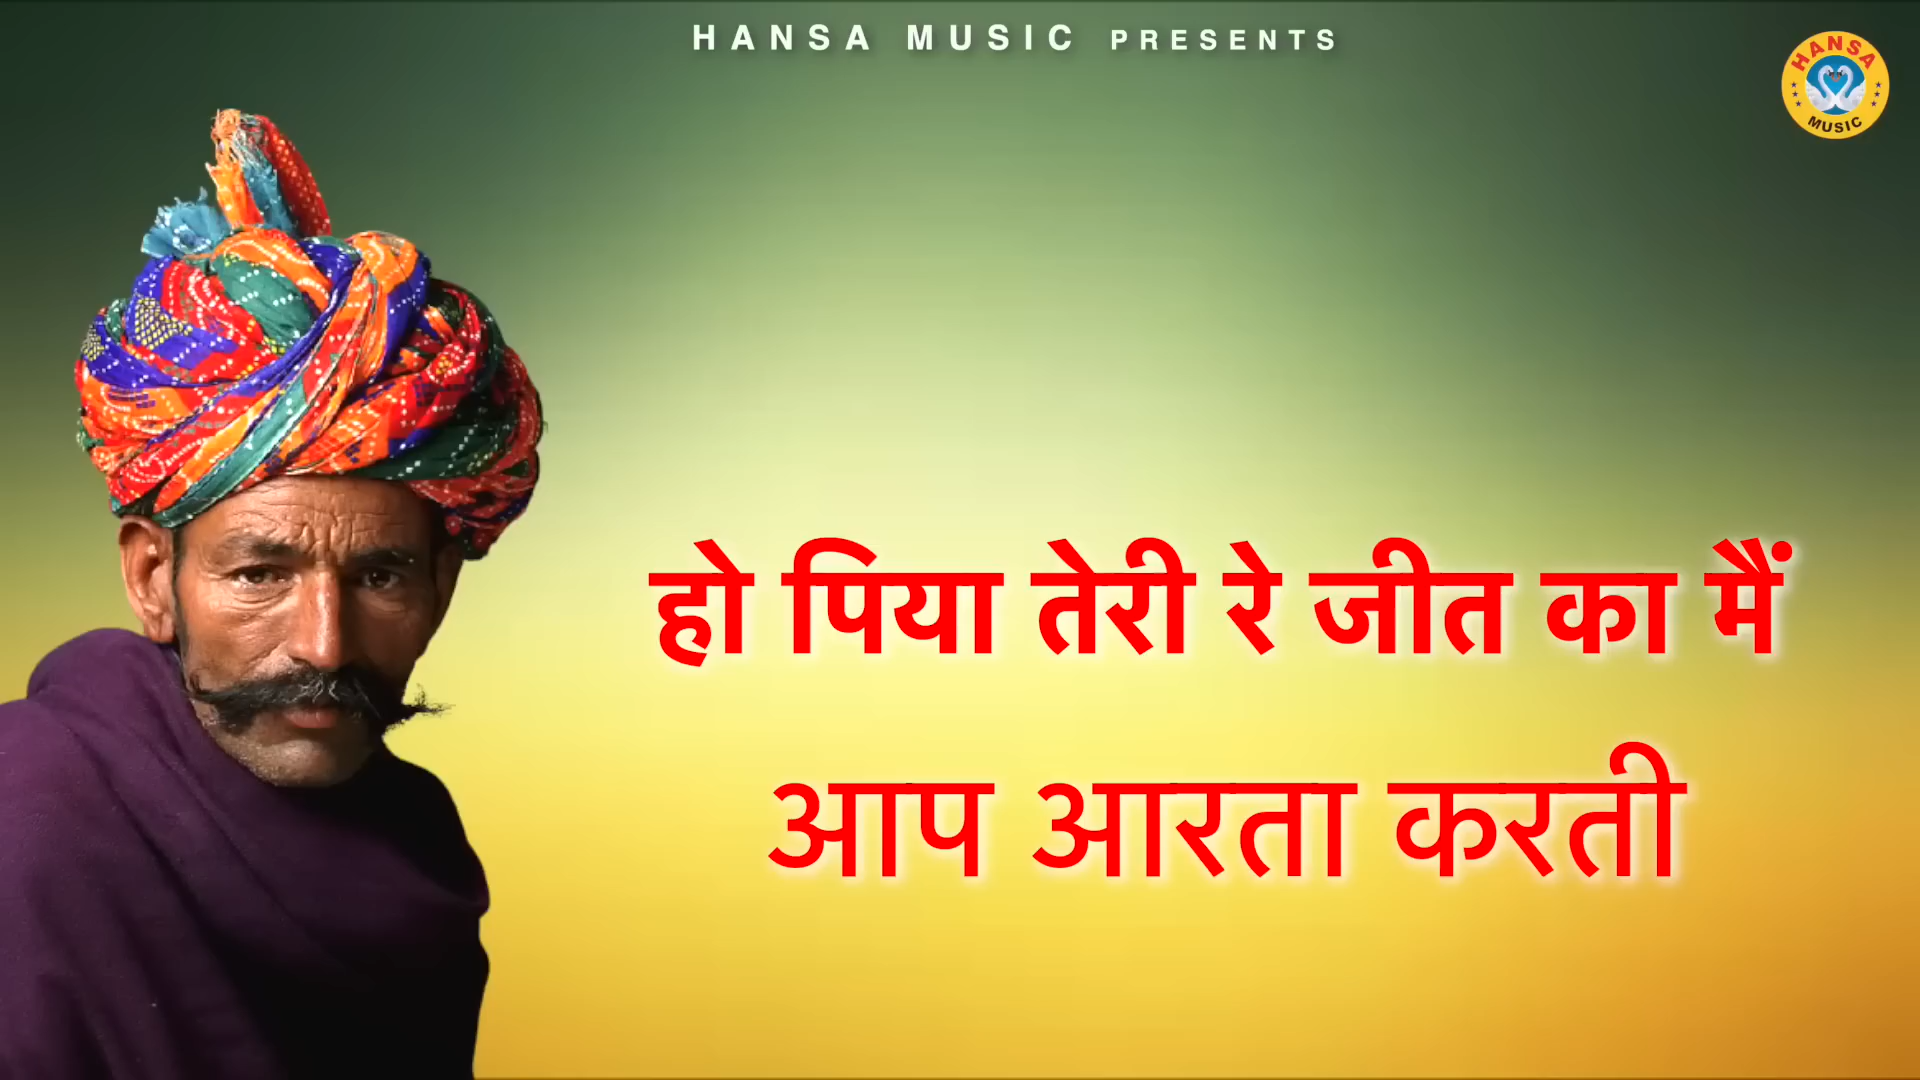 HANSA MUSIC PRESENTS
HANSA
MUSIC
हो पिया तेरी रे जीत का मैं
आप आरता करती